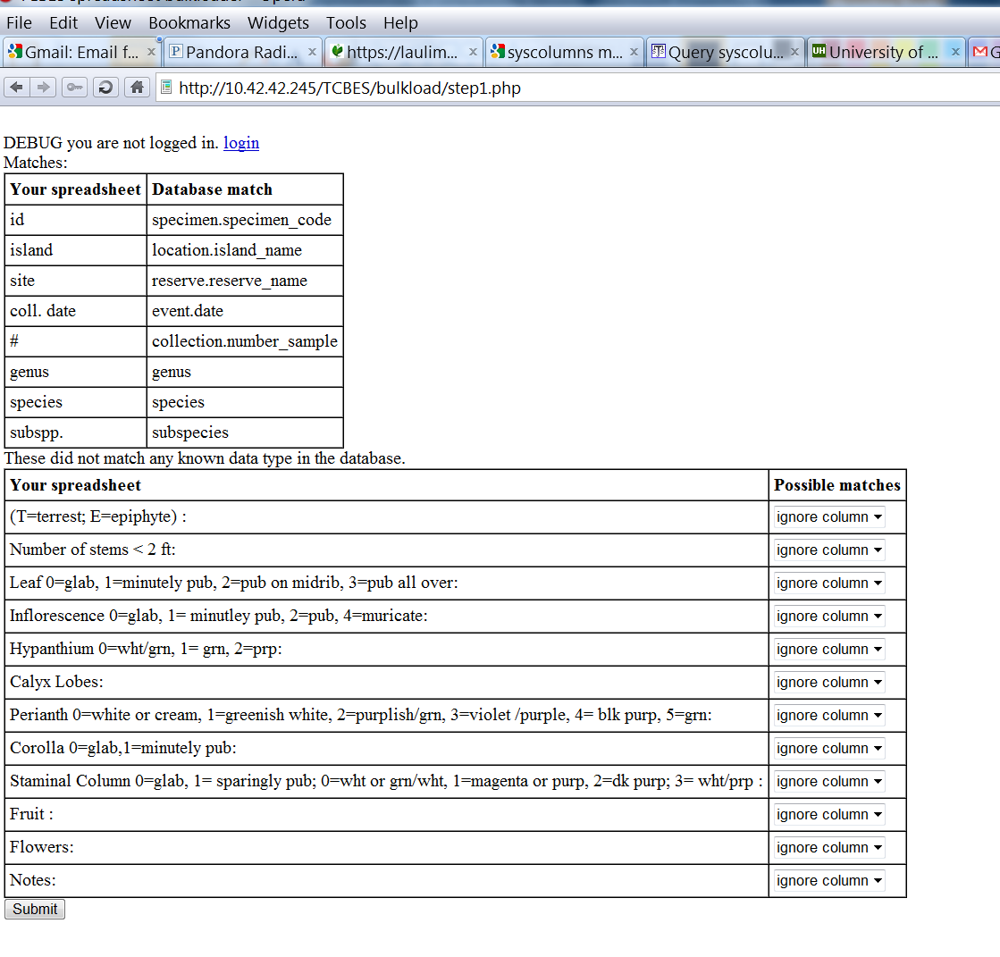 TCBES spreadsheet bulkloader - Opera
File Edit View Bookmarks Widgets Tools Help
Gmail: Email f... Pandora Radi... https://laulim... syscolumns m... Query syscolu... University of ... G
http://10.42.42.245/TCBES/bulkload/step1.php
DEBUG you are not logged in. login
Matches:
Your spreadsheet Database match
id specimen.specimen_code
island location.island_name
site reserve.reserve_name
coll. date event.date
# collection.number_sample
genus genus
species species
subspp. subspecies
These did not match any known data type in the database.
Your spreadsheet Possible matches
(T=terrest; E=epiphyte) : ignore column
Number of stems < 2 ft: ignore column
Leaf 0=glab, 1=minutely pub, 2=pub on midrib, 3=pub all over: ignore column
Inflorescence 0=glab, 1= minutley pub, 2=pub, 4=muricate: ignore column
Hypanthium 0=wht/grn, 1= grn, 2=prp: ignore column
Calyx Lobes: ignore column
Perianth 0=white or cream, 1=greenish white, 2=purplish/grn, 3=violet /purple, 4= blk purp, 5=grn: ignore column
Corolla 0=glab,1=minutely pub: ignore column
Staminal Column 0=glab, 1= sparingly pub; 0=wht or grn/wht, 1=magenta or purp, 2=dk purp; 3= wht/prp : ignore column
Fruit : ignore column
Flowers: ignore column
Notes: ignore column
Submit